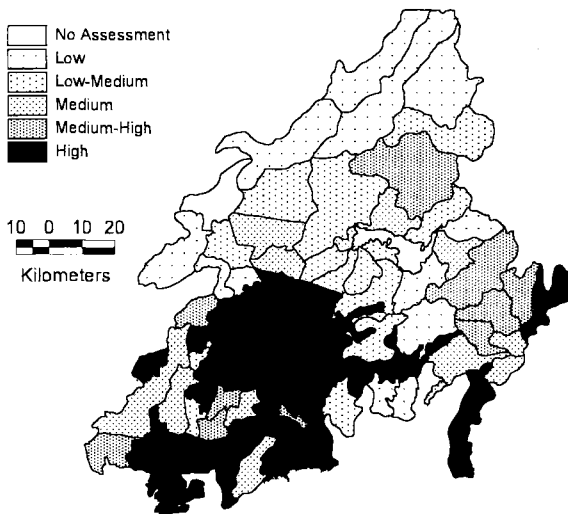 No Assessment
Low
Low-Medium
Medium
Medium-High
High
10 0 10 20
Kilometers